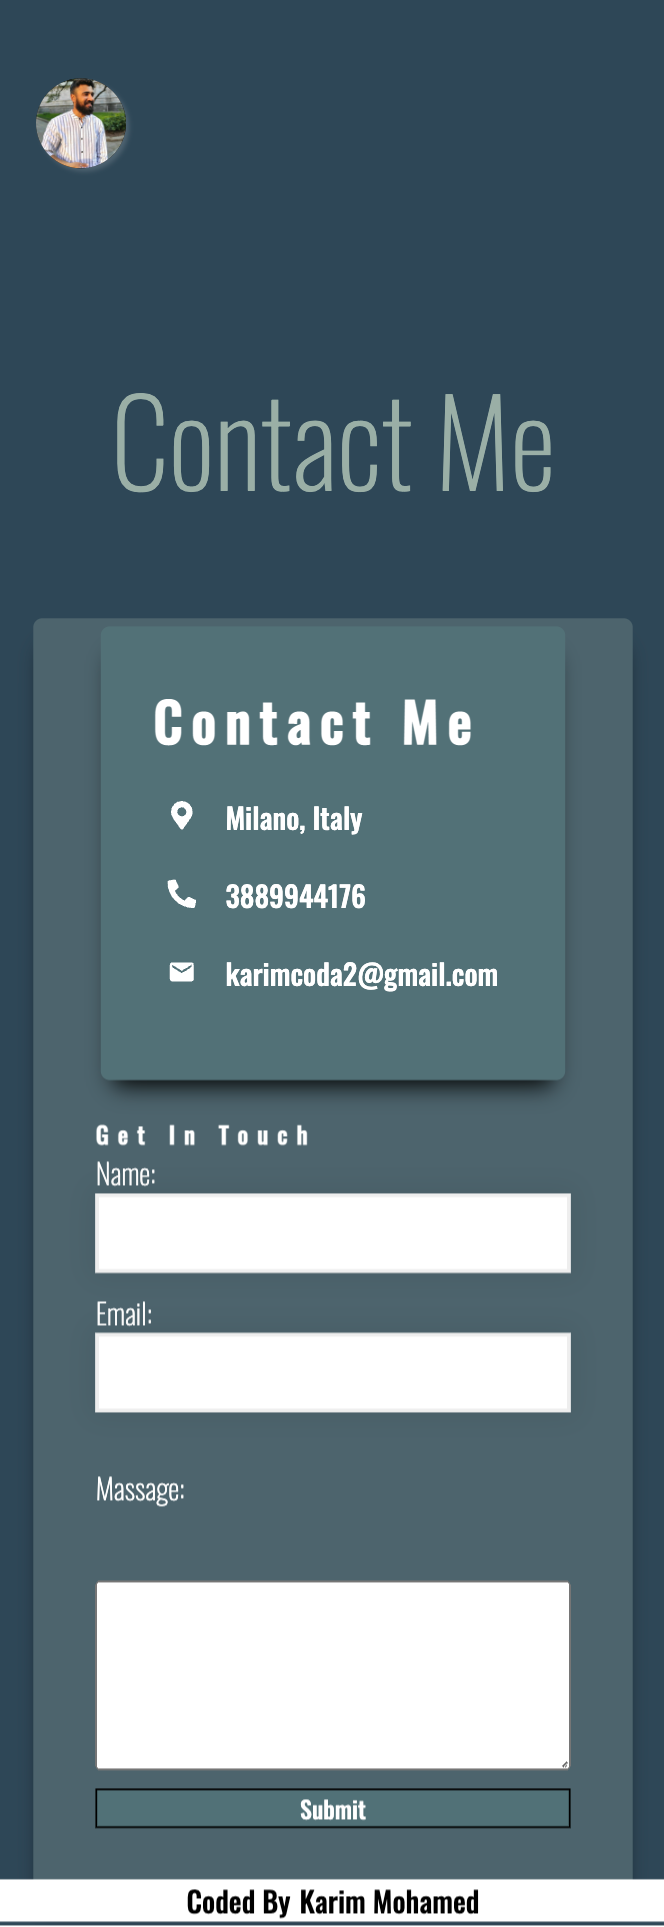 Contact Me
Contact Me
Milano, Italy
3889944176
karimcoda2@gmail.com
Get In Touch
Name:
Email:
Massage:
Submit
Coded By Karim Mohamed